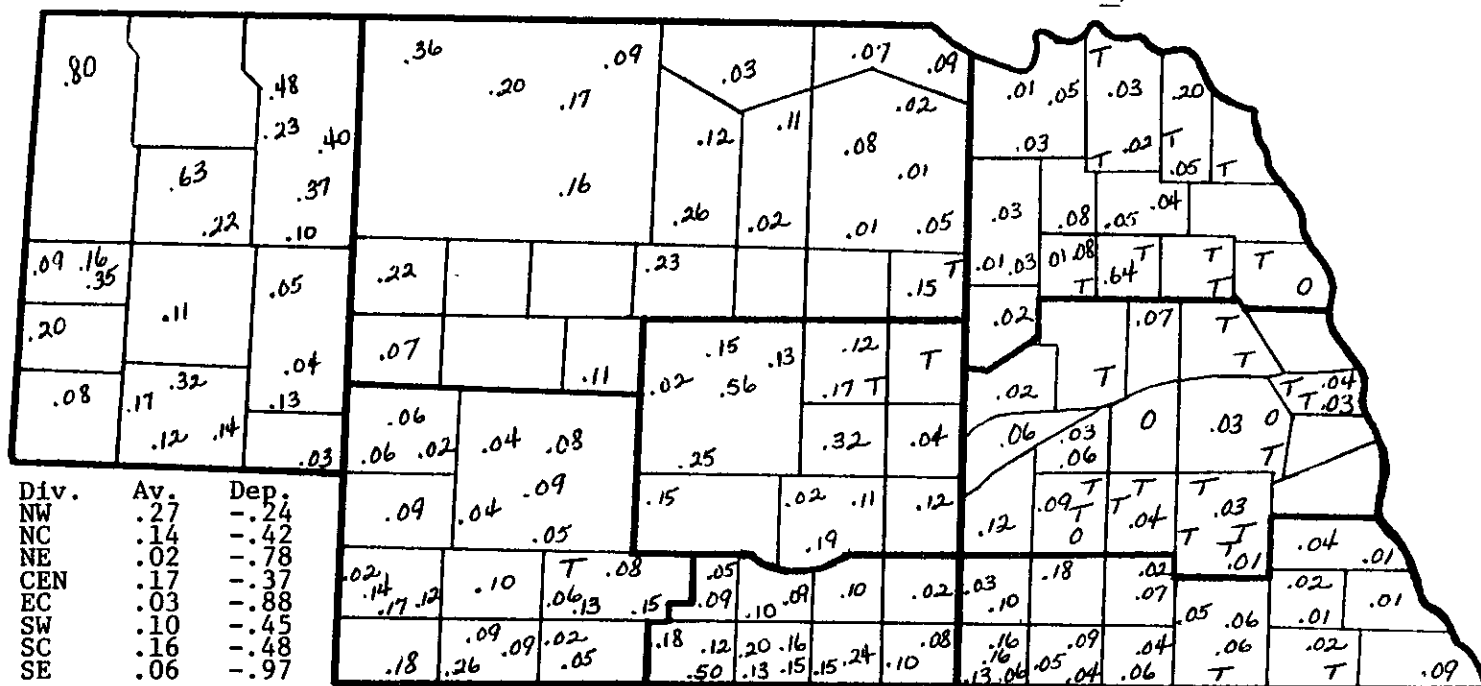 .80 .48 .36 .20 .17 .09 .03 .07 .09 .01 .05 T .03 .20
.23 .40 .12 .11 .02 .03 T .02 T .05 T
.63 .37 .16 .08 .01
.22 .10 .26 .02 .01 .05 .03 .08 .05 .04
.09 .16 .35 .11 .05 .22 .23 .15 T .01 .03 01 .08 T .64 T T T T 0
.20 .04 .07 .11 .15 .13 .12 T .02 T .07 T T
.08 .17 .32 .13 .02 .56 .17 T .02 T .04 T .03
.12 .14 .03 .06 .06 .02 .04 .08 .25 .32 .04 .06 .03 .06 0 .03 0 T
.09 .04 .09 .05 .15 .02 .11 .12 .19 .12 .09 T T 0 T T .04 T .03 T T T .01 .04 .01
.02 .14 .17 .12 .10 T .08 .06 .13 .15 .05 .09 .10 .09 .10 .02 .03 .10 .18 .02 .07 .02 .01 .01
.18 .09 .26 .09 .02 .05 .18 .12 .50 .20 .16 .13 .15 .15 .24 .10 .08 .16 .16 .13 .06 .05 .09 .04 .04 .06 .05 .06 .06 T .02 T .09
Div. Av. Dep.
NW .27 -.24
NC .14 -.42
NE .02 -.78
CEN .17 -.37
EC .03 -.88
SW .10 -.45
SC .16 -.48
SE .06 -.97